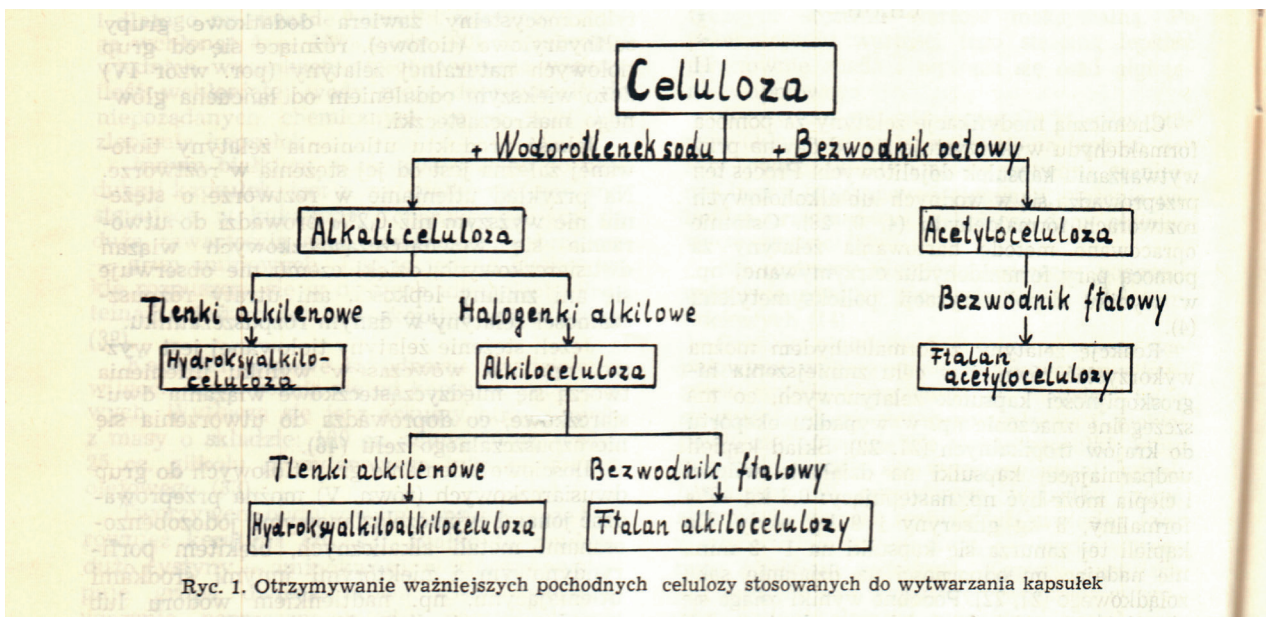 Celuloza
+ Wodorotlenek sodu + Bezwodnik octowy
Alkali celuloza Acetyloceluloza
Tlenki alkilenowe Halogenki alkilowe Bezwodnik ftalowy
Hydroksyalkilo-
celuloza
Alkiloceluloza
Ftalan
acetylocelulozy
Tlenki alkilenowe Bezwodnik ftalowy
Hydroksyalkiloalkiloceluloza Ftalan alkilocelulozy
Ryc. 1. Otrzymywanie ważniejszych pochodnych celulozy stosowanych do wytwarzania kapsułek